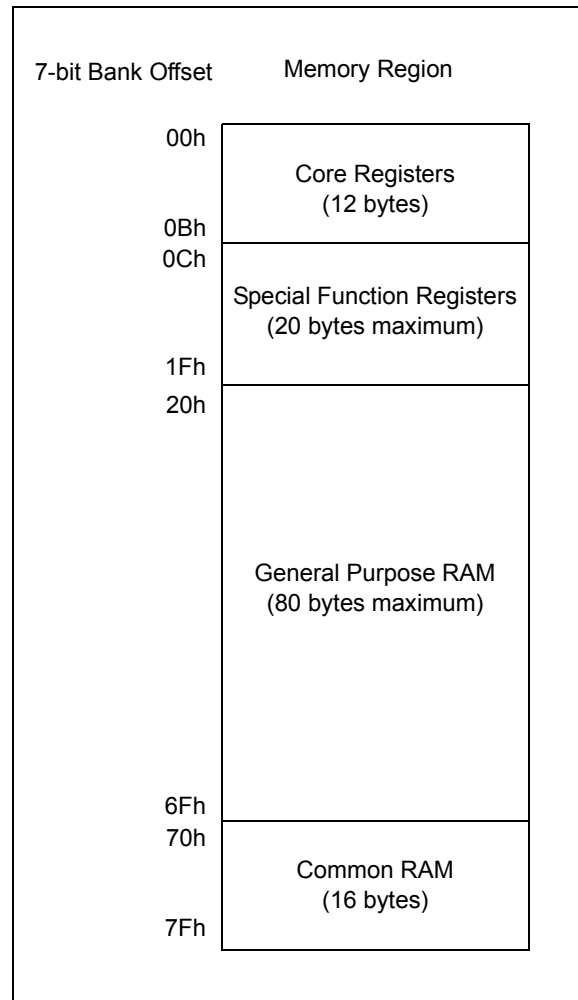 7-bit Bank Offset
Memory Region
00h
Core Registers
(12 bytes)
0Bh
0Ch
Special Function Registers
(20 bytes maximum)
1Fh
20h
General Purpose RAM
(80 bytes maximum)
6Fh
70h
Common RAM
(16 bytes)
7Fh